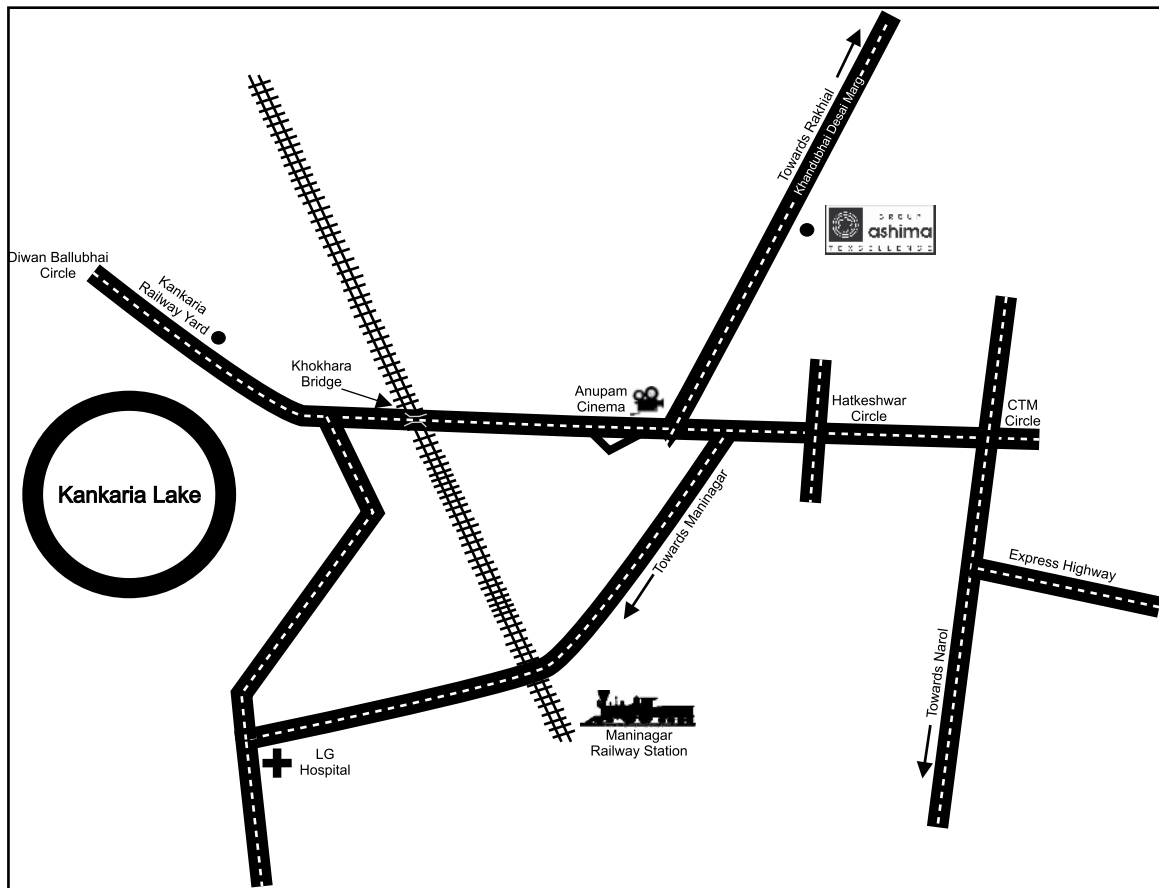 Towards Rakhial
Khandubhai Desai Marg
GROUP
ashima
TEXCELLENCE
Diwan Ballubhai
Circle
Kankaria
Railway Yard
Khokhara
Bridge
Anupam
Cinema
Hatkeshwar
Circle
CTM
Circle
Kankaria Lake
Towards Maninagar
Express Highway
Towards Narol
Maninagar
Railway Station
LG
Hospital